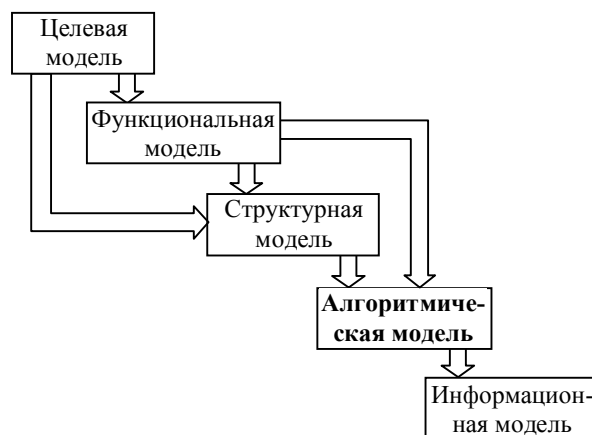 Целевая
модель
Функциональная
модель
Структурная
модель
Алгоритмиче-
ская модель
Информацион-
ная модель